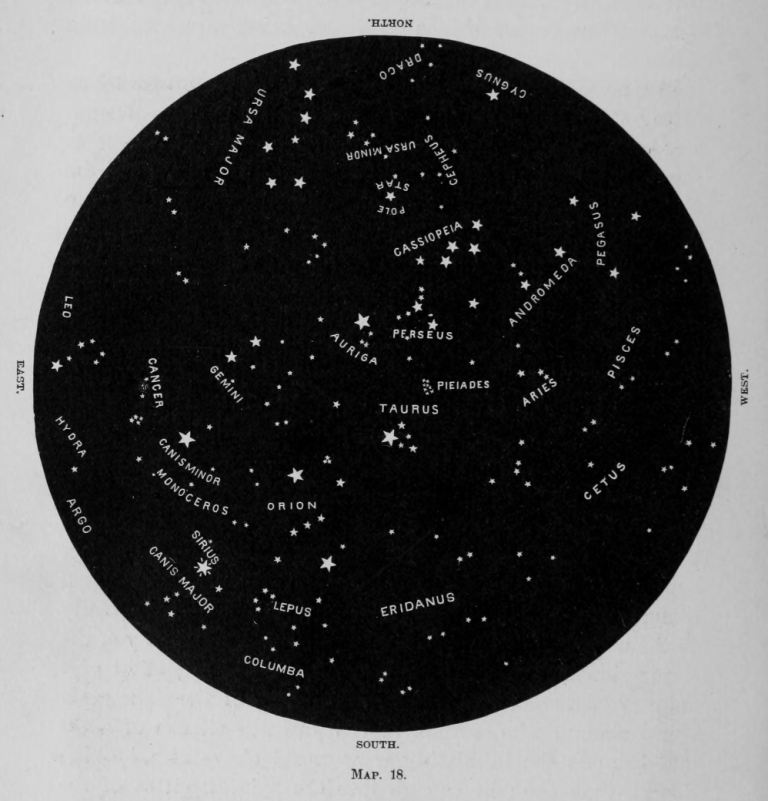 NORTH.
DRACO
CYGNUS
URSA MAJOR
URSA MINOR
CEPHEUS
POLE
STAR
CASSIOPEIA
PEGASUS
ANDROMEDA
LEO
PERSEUS
AURIGA
PISCES
EAST.
CANCER
GEMINI
PlEIADES
ARIES
WEST.
TAURUS
HYDRA
CANIS MINOR
CETUS
MONOCEROS
ORION
ARGO
SIRIUS
CANIS MAJOR
LEPUS
ERIDANUS
COLUMBA
SOUTH.
MAP. 18.